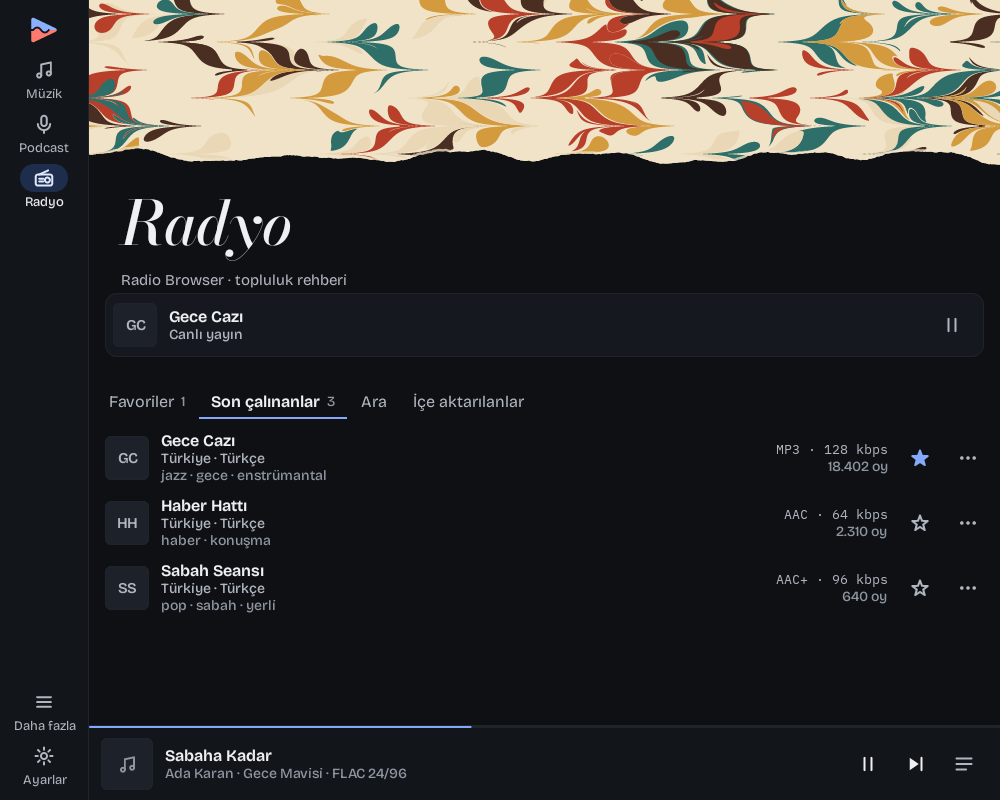 Müzik
Podcast
Radyo
Daha fazla
Ayarlar
Radyo
Radio Browser · topluluk rehberi
GC
Gece Cazı
Canlı yayın
Favoriler 1
Son çalınanlar 3
Ara
İçe aktarılanlar
GC
Gece Cazı
Türkiye · Türkçe
jazz · gece · enstrümantal
MP3 · 128 kbps
18.402 oy
HH
Haber Hattı
Türkiye · Türkçe
haber · konuşma
AAC · 64 kbps
2.310 oy
SS
Sabah Seansı
Türkiye · Türkçe
pop · sabah · yerli
AAC+ · 96 kbps
640 oy
Sabaha Kadar
Ada Karan · Gece Mavisi · FLAC 24/96